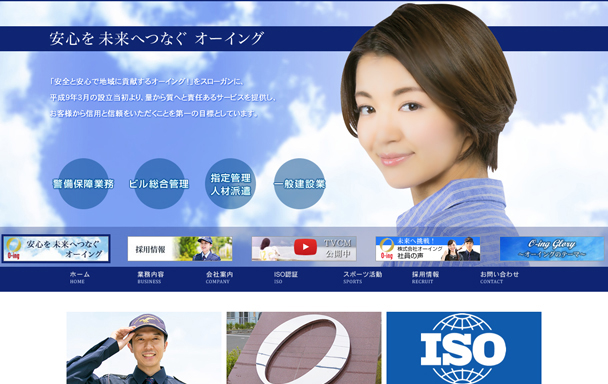 安心を 未来へつなぐ オーイング
「安全と安心で地域に貢献するオーイング！」をスローガンに、
平成9年3月の設立当初より、量から質へと責任あるサービスを提供し、
お客様から信用と信頼をいただくことを第一の目標としています。
警備保障業務
ビル総合管理
指定管理
人材派遣
一般建設業
安心を 未来へつなぐ
オーイング
O-ing
採用情報
TVCM
公開中
未来へ挑戦！
株式会社オーイング
社員の声
O-ing
O-ing Glory
～オーイングのテーマ～
ホーム
HOME
業務内容
BUSINESS
会社案内
COMPANY
ISO認証
ISO
スポーツ活動
SPORTS
採用情報
RECRUIT
お問い合わせ
CONTACT
ISO